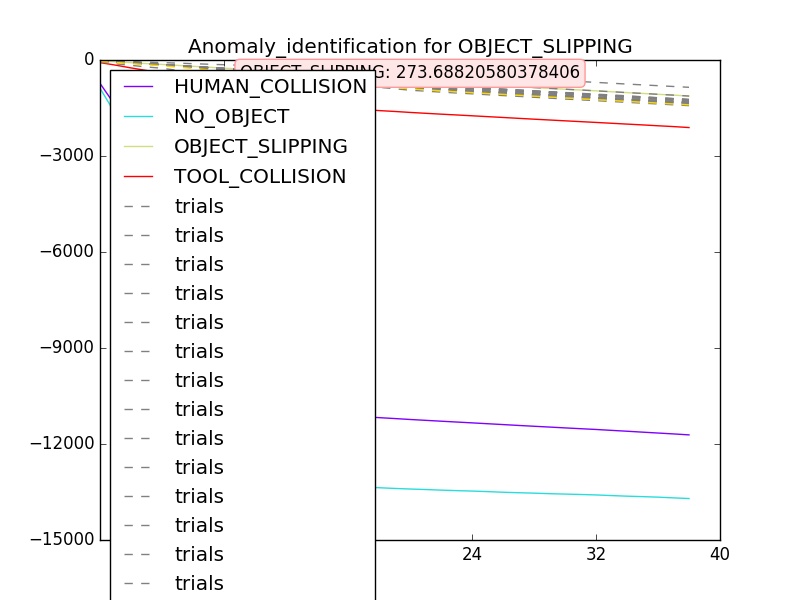 Anomaly_identification for OBJECT_SLIPPING
OBJECT_SLIPPING: 273.68820580378406
0
−3000
−6000
−9000
−12000
−15000
HUMAN_COLLISION
NO_OBJECT
OBJECT_SLIPPING
TOOL_COLLISION
trials
trials
trials
trials
trials
trials
trials
trials
trials
trials
trials
trials
trials
trials
24
32
40